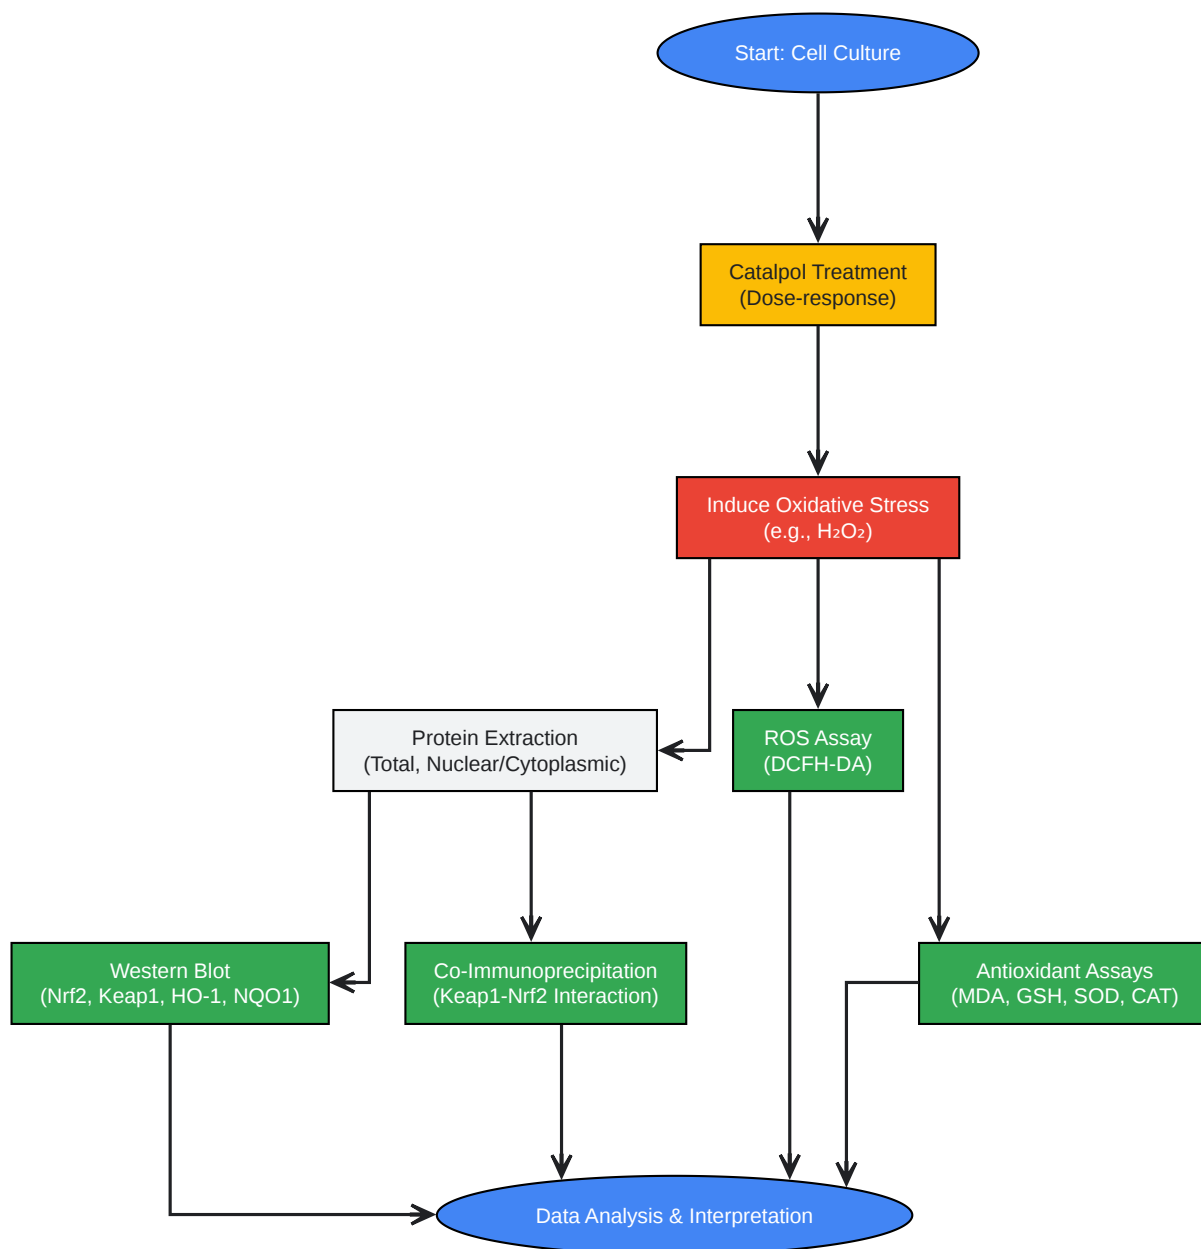 Start: Cell Culture
Catalpol Treatment
(Dose-response)
Induce Oxidative Stress
(e.g., H₂O₂)
Protein Extraction
(Total, Nuclear/Cytoplasmic)
ROS Assay
(DCFH-DA)
Western Blot
(Nrf2, Keap1, HO-1, NQO1)
Co-Immunoprecipitation
(Keap1-Nrf2 Interaction)
Antioxidant Assays
(MDA, GSH, SOD, CAT)
Data Analysis & Interpretation